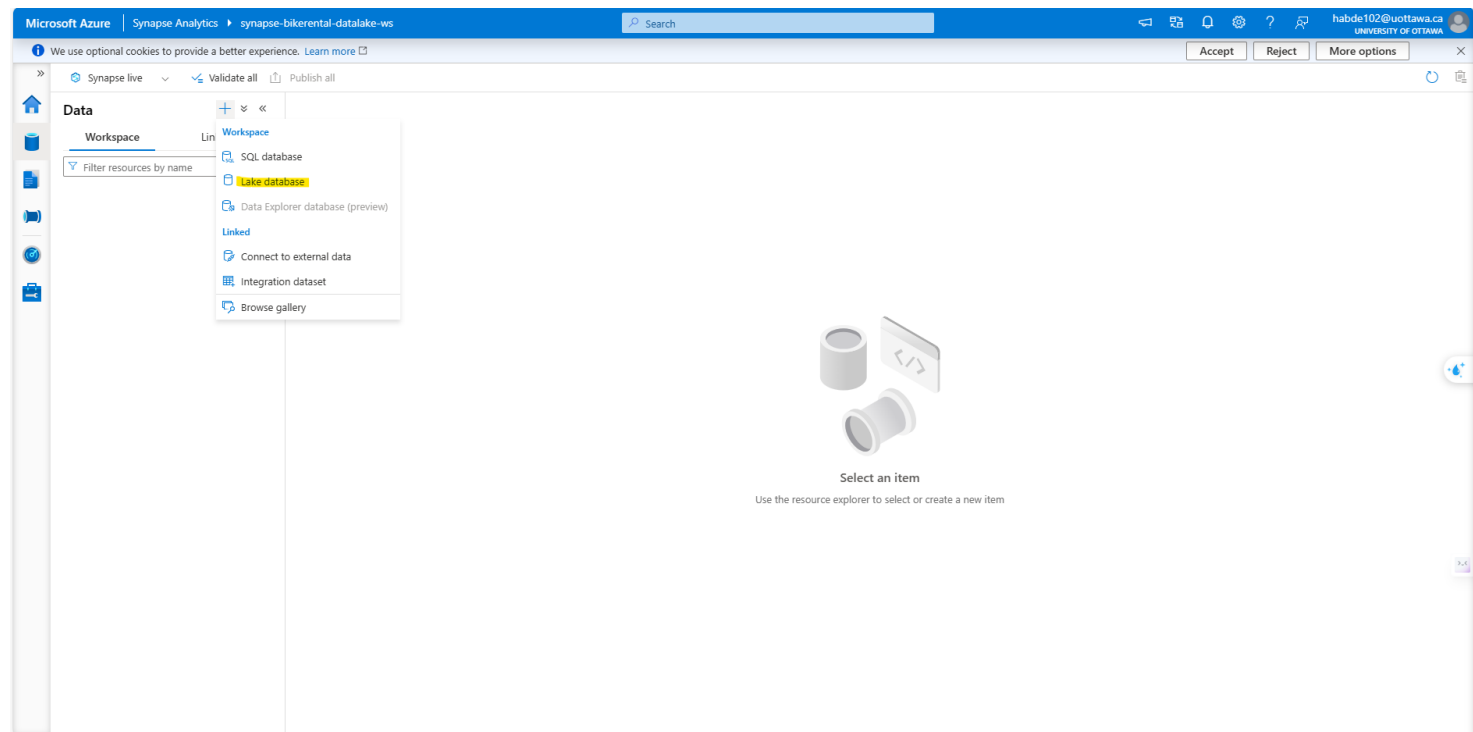 Microsoft Azure Synapse Analytics synapse-bikerental-datalake-ws Search habde102@uottawa.ca
UNIVERSITY OF OTTAWA
We use optional cookies to provide a better experience. Learn more Accept Reject More options
Synapse live Validate all Publish all
Data
Workspace Lin
Filter resources by name
Workspace
SQL database
Lake database
Data Explorer database (preview)
Linked
Connect to external data
Integration dataset
Browse gallery
Select an item
Use the resource explorer to select or create a new item